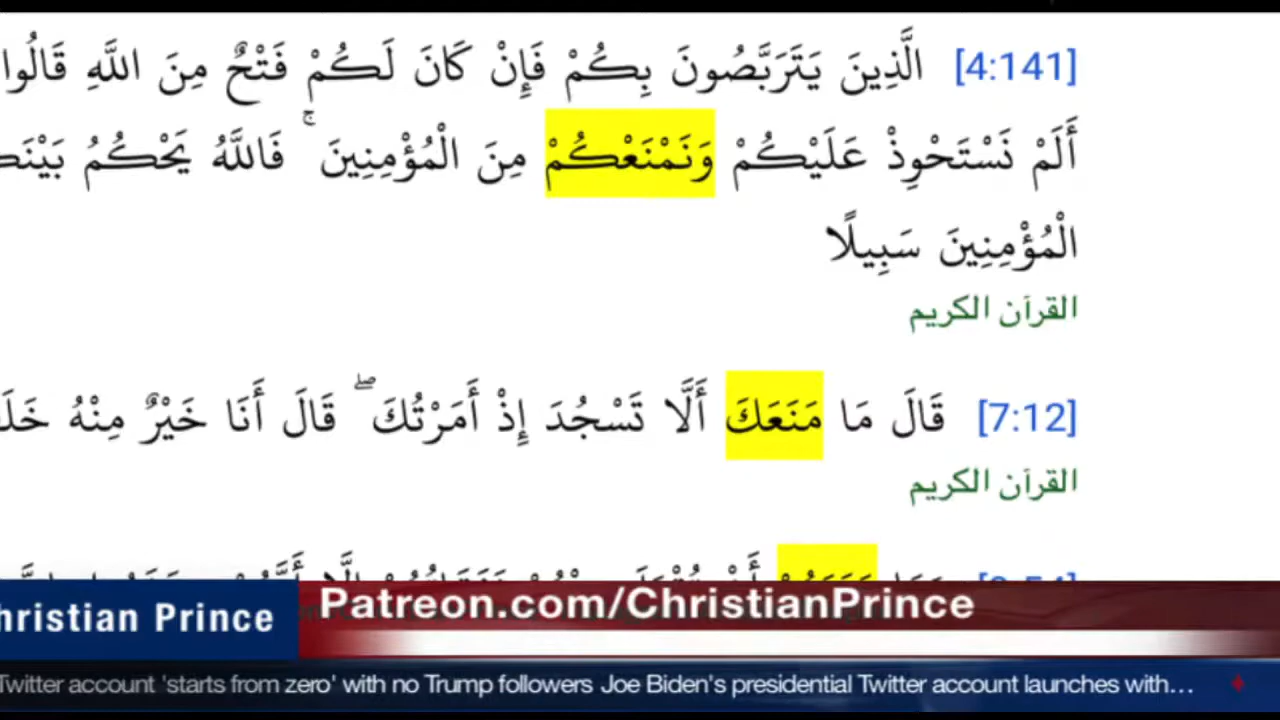 [4:141] الَّذِينَ يَتَرَبَّصُونَ بِكُمْ فَإِنْ كَانَ لَكُمْ فَتْحٌ مِنَ اللَّهِ قَالُوا
أَلَمْ نَسْتَحْوِذْ عَلَيْكُمْ وَنَمْنَعْكُمْ مِنَ الْمُؤْمِنِينَ ۚ فَاللَّهُ يَحْكُمُ
الْمُؤْمِنِينَ سَبِيلًا
القرآن الكريم
[7:12] قَالَ مَا مَنَعَكَ أَلَّا تَسْجُدَ إِذْ أَمَرْتُكَ ۖ قَالَ أَنَا خَيْرٌ مِنْهُ
القرآن الكريم
Christian Prince
Patreon.com/ChristianPrince
Twitter account 'starts from zero' with no Trump followers Joe Biden's presidential Twitter account launches with...